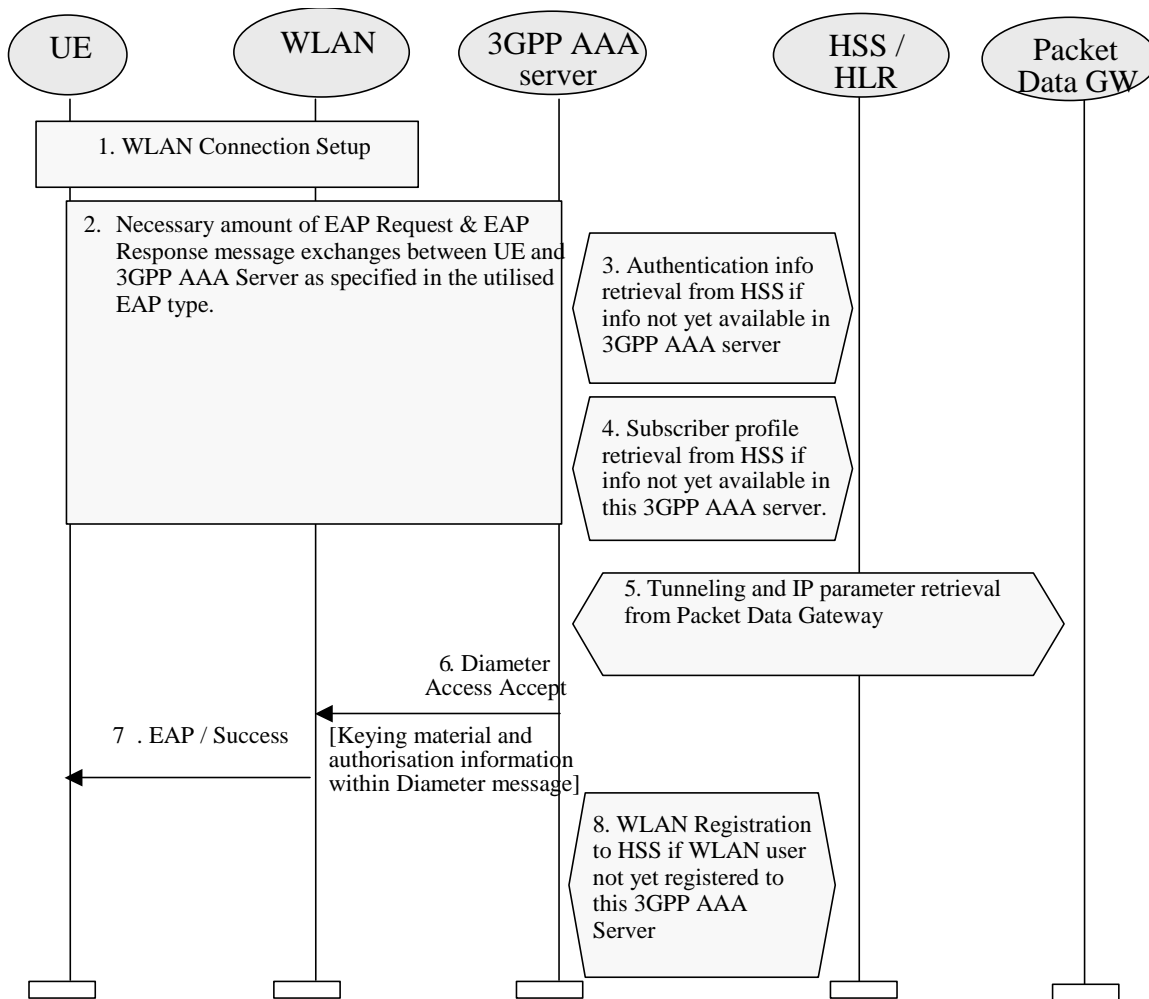 UE
WLAN
3GPP AAA
server
HSS /
HLR
Packet
Data GW
1. WLAN Connection Setup
2. Necessary amount of EAP Request & EAP
Response message exchanges between UE and
3GPP AAA Server as specified in the utilised
EAP type.
3. Authentication info
retrieval from HSS if
info not yet available in
3GPP AAA server
4. Subscriber profile
retrieval from HSS if
info not yet available in
this 3GPP AAA server.
5. Tunneling and IP parameter retrieval
from Packet Data Gateway
6. Diameter
Access Accept
7 . EAP / Success
[Keying material and
authorisation information
within Diameter message]
8. WLAN Registration
to HSS if WLAN user
not yet registered to
this 3GPP AAA
Server